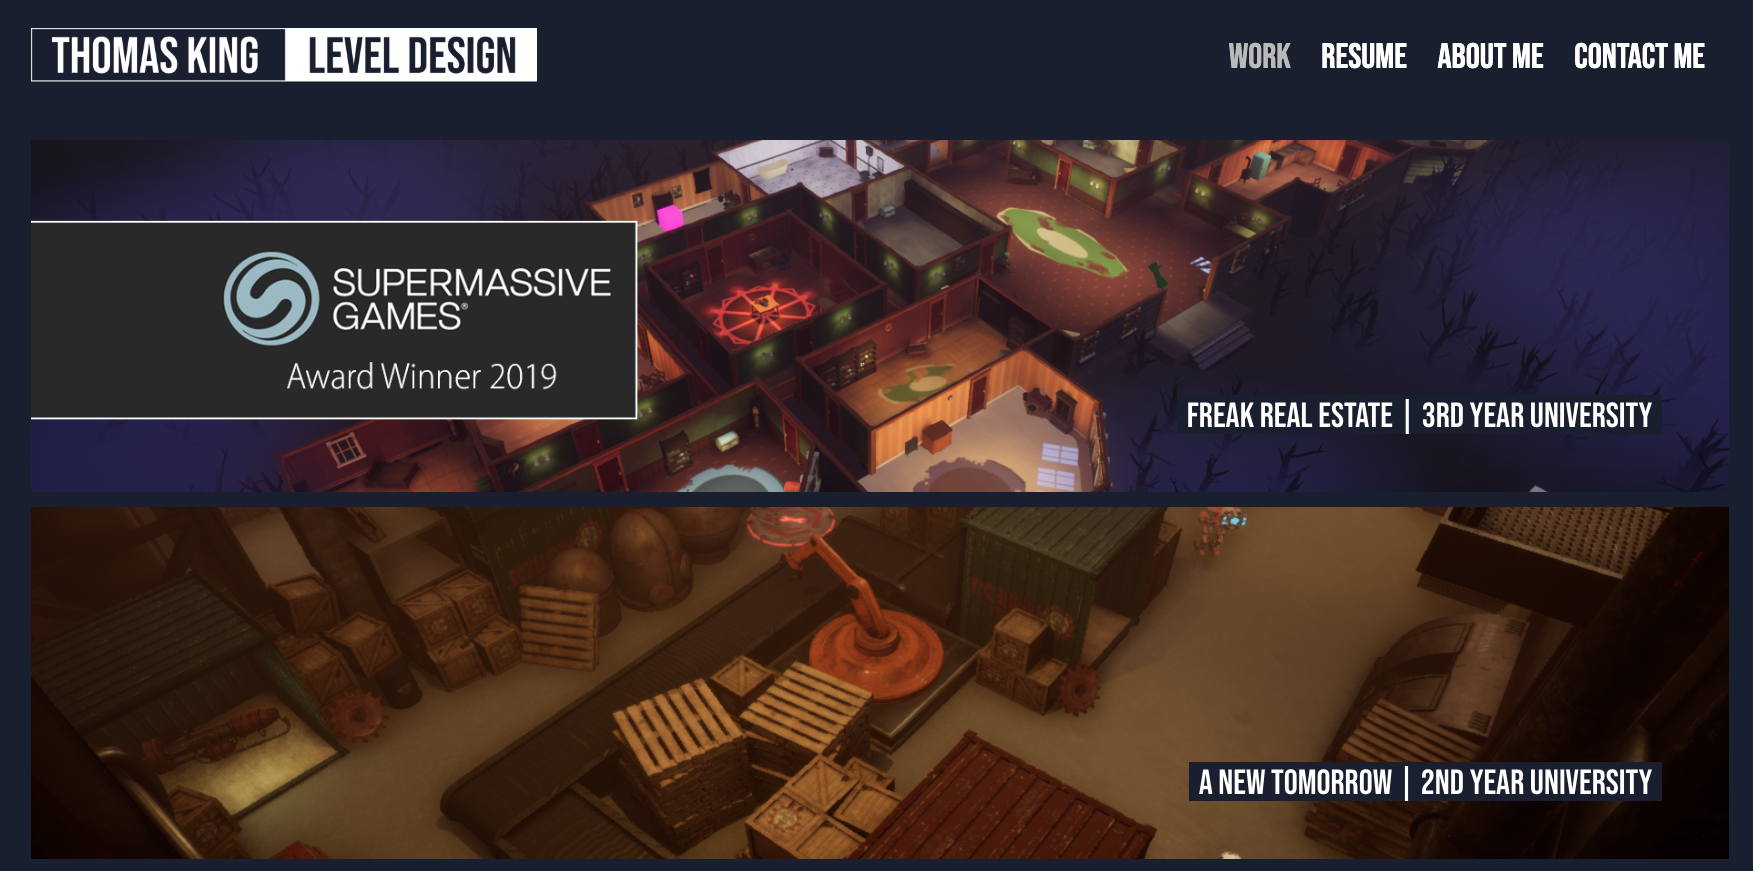 THOMAS KING LEVEL DESIGN
WORK RESUME ABOUT ME CONTACT ME
SUPERMASSIVE
GAMES®
Award Winner 2019
FREAK REAL ESTATE | 3RD YEAR UNIVERSITY
A NEW TOMORROW | 2ND YEAR UNIVERSITY